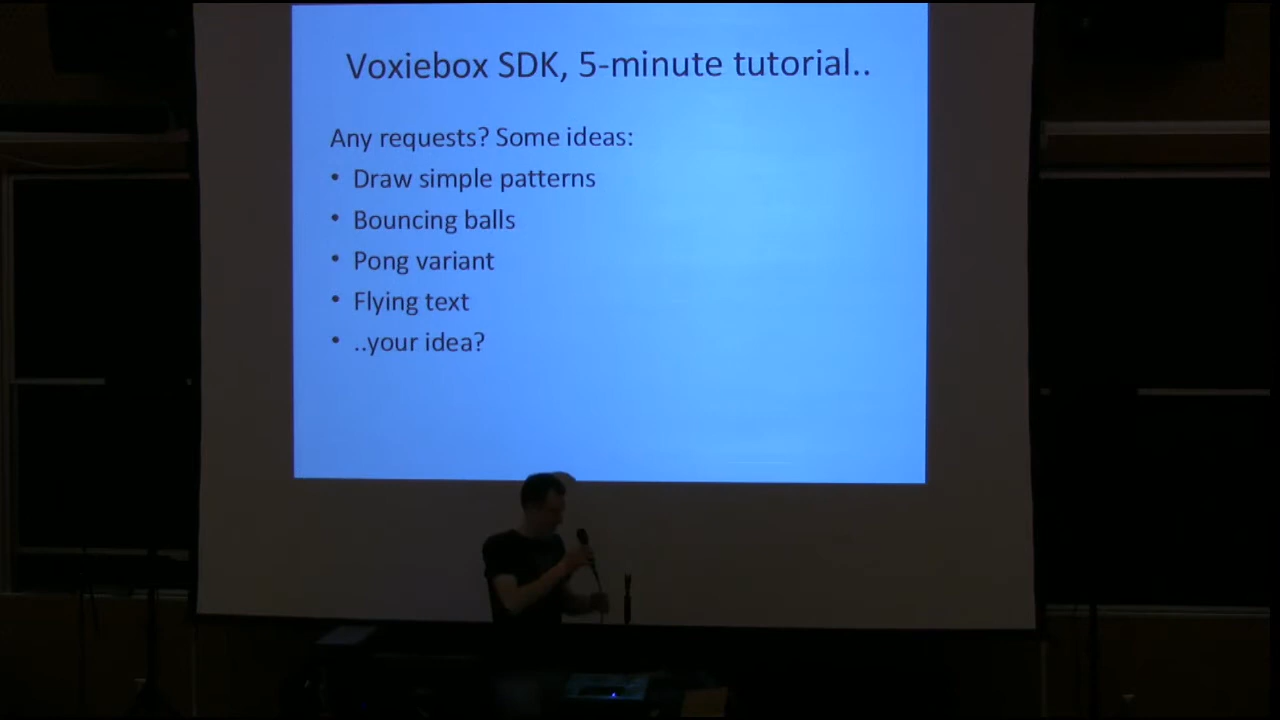 Voxiebox SDK, 5-minute tutorial..
Any requests? Some ideas:
• Draw simple patterns
• Bouncing balls
• Pong variant
• Flying text
• ..your idea?